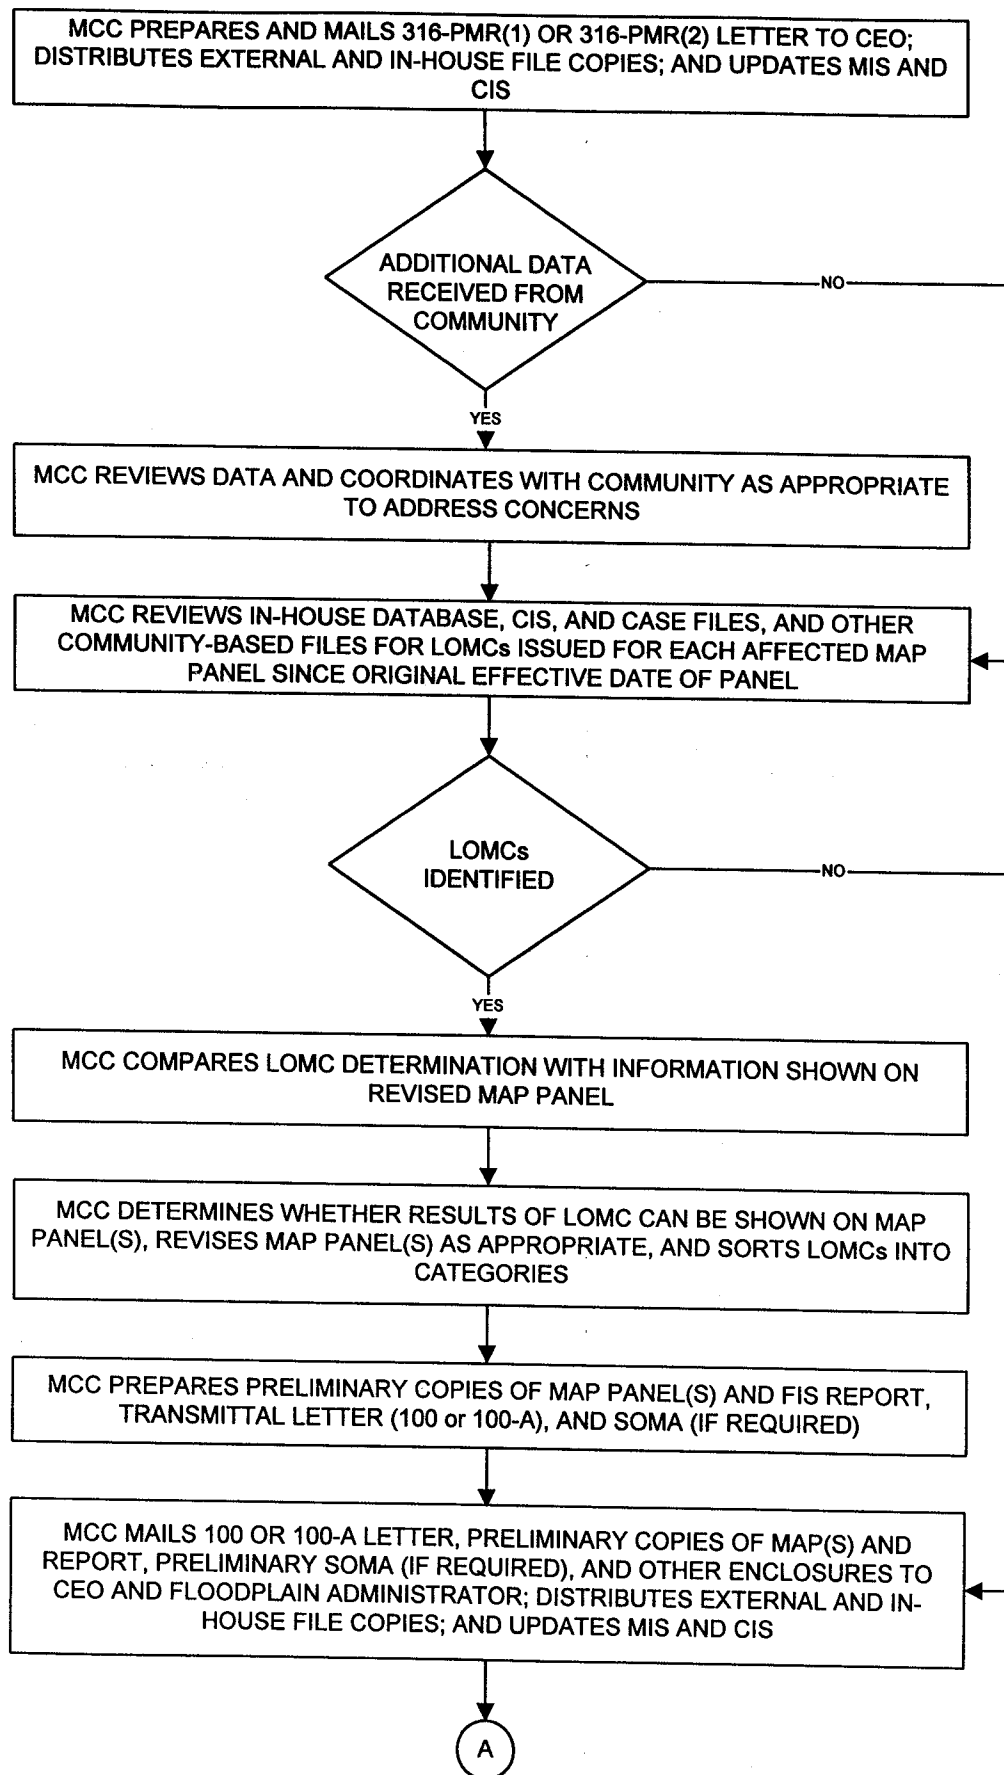 MCC PREPARES AND MAILS 316-PMR(1) OR 316-PMR(2) LETTER TO CEO;
DISTRIBUTES EXTERNAL AND IN-HOUSE FILE COPIES; AND UPDATES MIS AND
CIS
ADDITIONAL DATA
RECEIVED FROM
COMMUNITY
NO
YES
MCC REVIEWS DATA AND COORDINATES WITH COMMUNITY AS APPROPRIATE
TO ADDRESS CONCERNS
MCC REVIEWS IN-HOUSE DATABASE, CIS, AND CASE FILES, AND OTHER
COMMUNITY-BASED FILES FOR LOMCs ISSUED FOR EACH AFFECTED MAP
PANEL SINCE ORIGINAL EFFECTIVE DATE OF PANEL
LOMCs
IDENTIFIED
NO
YES
MCC COMPARES LOMC DETERMINATION WITH INFORMATION SHOWN ON
REVISED MAP PANEL
MCC DETERMINES WHETHER RESULTS OF LOMC CAN BE SHOWN ON MAP
PANEL(S), REVISES MAP PANEL(S) AS APPROPRIATE, AND SORTS LOMCs INTO
CATEGORIES
MCC PREPARES PRELIMINARY COPIES OF MAP PANEL(S) AND FIS REPORT,
TRANSMITTAL LETTER (100 or 100-A), AND SOMA (IF REQUIRED)
MCC MAILS 100 OR 100-A LETTER, PRELIMINARY COPIES OF MAP(S) AND
REPORT, PRELIMINARY SOMA (IF REQUIRED), AND OTHER ENCLOSURES TO
CEO AND FLOODPLAIN ADMINISTRATOR; DISTRIBUTES EXTERNAL AND IN-
HOUSE FILE COPIES; AND UPDATES MIS AND CIS
A